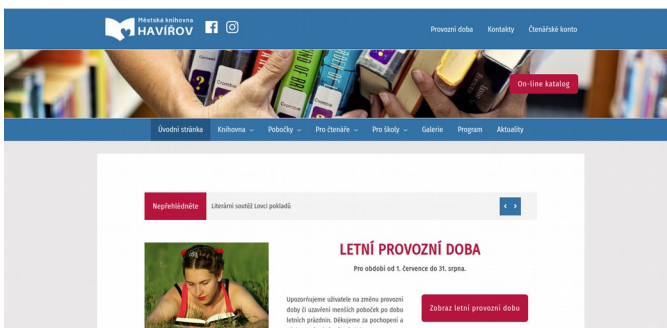 Městská knihovna
HAVÍŘOV
Provozní doba Kontakty Čtenářské konto
On-line katalog
Úvodní stránka Knihovna Pobočky Pro čtenáře Pro školy Galerie Program Aktuality
Nepřehlédněte Literární soutěž Lovci pokladů
LETNÍ PROVOZNÍ DOBA
Pro období od 1. července do 31. srpna.
Upozorňujeme uživatele na změnu provozní
doby či uzavření menších poboček po dobu
letních prázdnin. Děkujeme za pochopení a
Zobraz letní provozní dobu